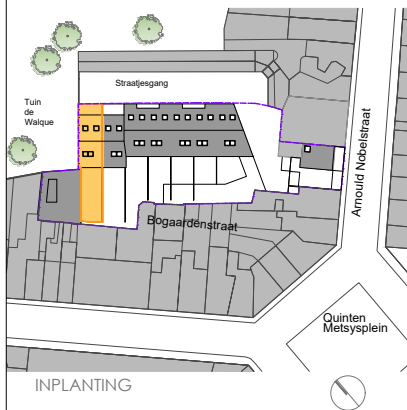 Straatjesgang
Tuin
de
Walque
Arnould Nobelstraat
Bogaardenstraat
Quinten
Metsysplein
INPLANTING